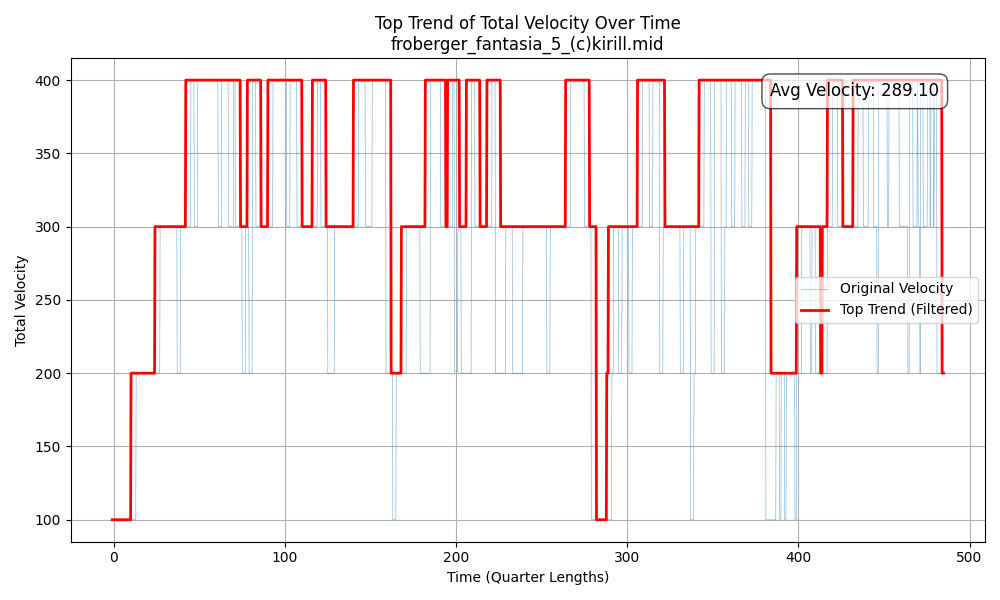 Top Trend of Total Velocity Over Time
froberger_fantasia_5_(c)kirill.mid
Total Velocity
400
350
300
250
200
150
100
Avg Velocity: 289.10
Original Velocity
Top Trend (Filtered)
0
100
200
300
400
500
Time (Quarter Lengths)